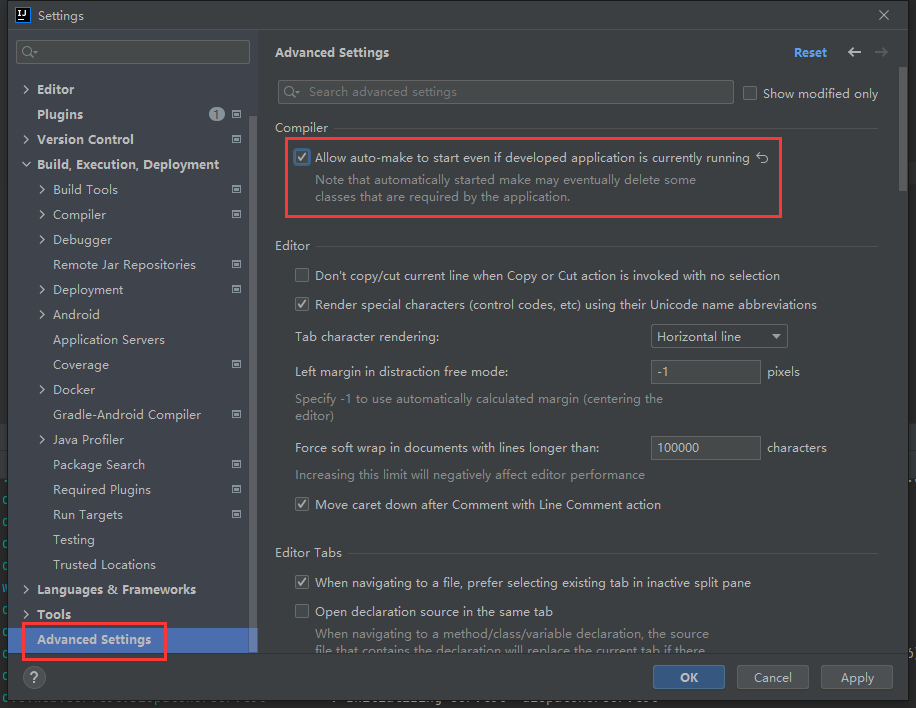 Settings
Advanced Settings
Reset
Editor
Plugins
1
Version Control
Build, Execution, Deployment
Build Tools
Compiler
Debugger
Remote Jar Repositories
Deployment
Android
Application Servers
Coverage
Docker
Gradle-Android Compiler
Java Profiler
Package Search
Required Plugins
Run Targets
Testing
Trusted Locations
Languages & Frameworks
Tools
Advanced Settings
Search advanced settings
Show modified only
Compiler
Allow auto-make to start even if developed application is currently running
Note that automatically started make may eventually delete some
classes that are required by the application.
Editor
Don't copy/cut current line when Copy or Cut action is invoked with no selection
Render special characters (control codes, etc) using their Unicode name abbreviations
Tab character rendering:
Horizontal line
Left margin in distraction free mode:
-1
pixels
Specify -1 to use automatically calculated margin (centering the
editor)
Force soft wrap in documents with lines longer than:
100000
characters
Increasing this limit will negatively affect editor performance
Move caret down after Comment with Line Comment action
Editor Tabs
When navigating to a file, prefer selecting existing tab in inactive split pane
Open declaration source in the same tab
When navigating to a method/class/variable declaration, the source
file that contains the declaration will replace the current tab if there
?
OK
Cancel
Apply